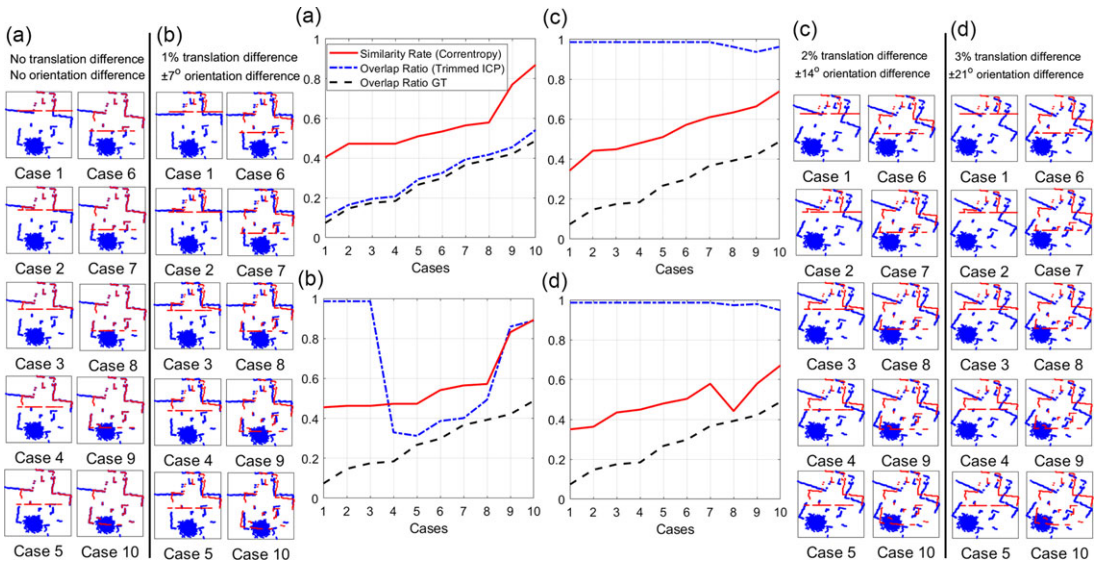 (a)
No translation difference
No orientation difference
Case 1 Case 6
Case 2 Case 7
Case 3 Case 8
Case 4 Case 9
Case 5 Case 10
(b)
1% translation difference
±7° orientation difference
Case 1 Case 6
Case 2 Case 7
Case 3 Case 8
Case 4 Case 9
Case 5 Case 10
(a)
Similarity Rate (Correntropy)
Overlap Ratio (Trimmed ICP)
Overlap Ratio GT
1
0.8
0.6
0.4
0.2
0
1 2 3 4 5 6 7 8 9 10
Cases
(b)
1
0.8
0.6
0.4
0.2
0
1 2 3 4 5 6 7 8 9 10
Cases
(c)
1
0.8
0.6
0.4
0.2
0
1 2 3 4 5 6 7 8 9 10
Cases
(d)
1
0.8
0.6
0.4
0.2
0
1 2 3 4 5 6 7 8 9 10
Cases
(c)
2% translation difference
±14° orientation difference
Case 1 Case 6
Case 2 Case 7
Case 3 Case 8
Case 4 Case 9
Case 5 Case 10
(d)
3% translation difference
±21° orientation difference
Case 1 Case 6
Case 2 Case 7
Case 3 Case 8
Case 4 Case 9
Case 5 Case 10